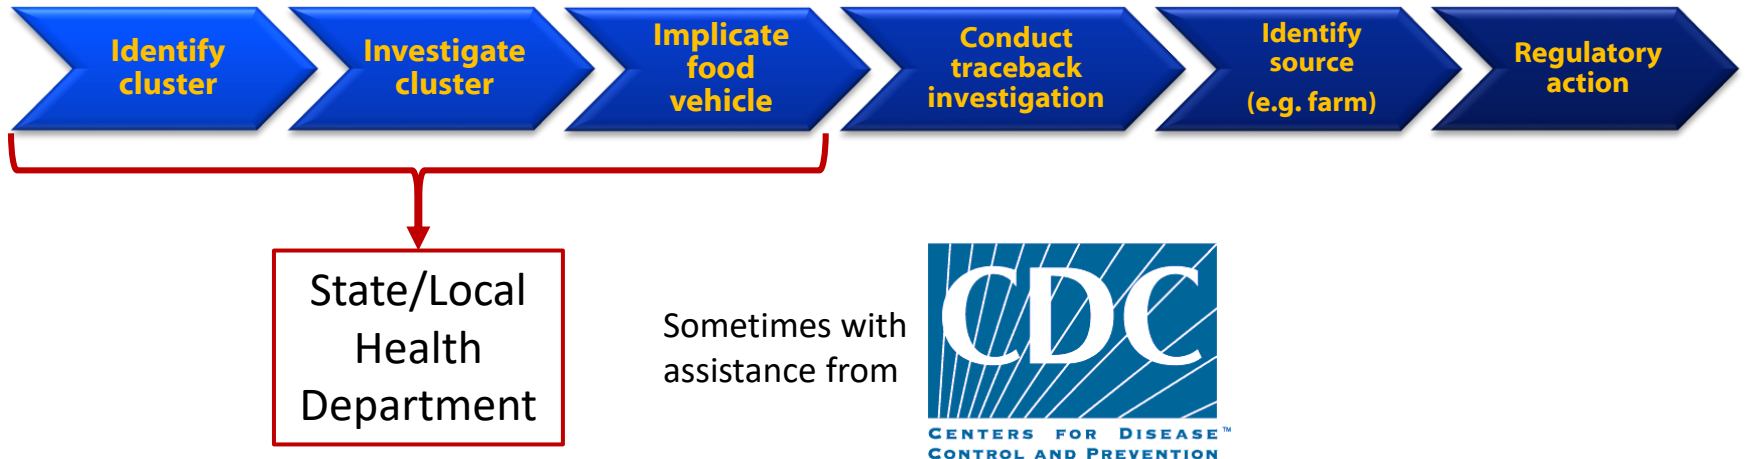 Identify
cluster
Investigate
cluster
Implicate
food
vehicle
Conduct
traceback
investigation
Identify
source
(e.g. farm)
Regulatory
action
State/Local
Health
Department
Sometimes with
assistance from
CDC
CENTERS FOR DISEASE™
CONTROL AND PREVENTION